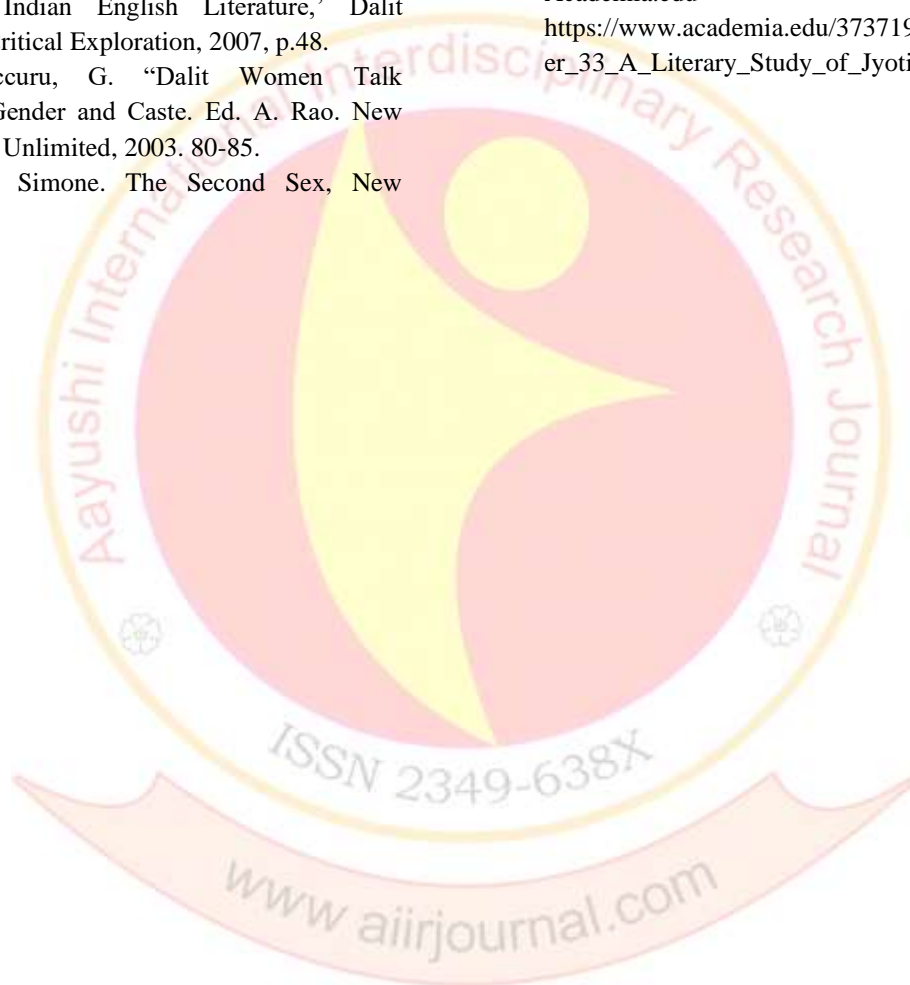 Indian English Literature,' Dalit
ritical Exploration, 2007, p.48.
ccuru, G. “Dalit Women Talk
Gender and Caste. Ed. A. Rao. New
Unlimited, 2003. 80-85.
Simone. The Second Sex, New
https://www.academia.edu/373719
er_33_A_Literary_Study_of_Jyoti
Aayushi International Interdisciplinary Research Journal
ISSN 2349-638X
www aiirjournal.com